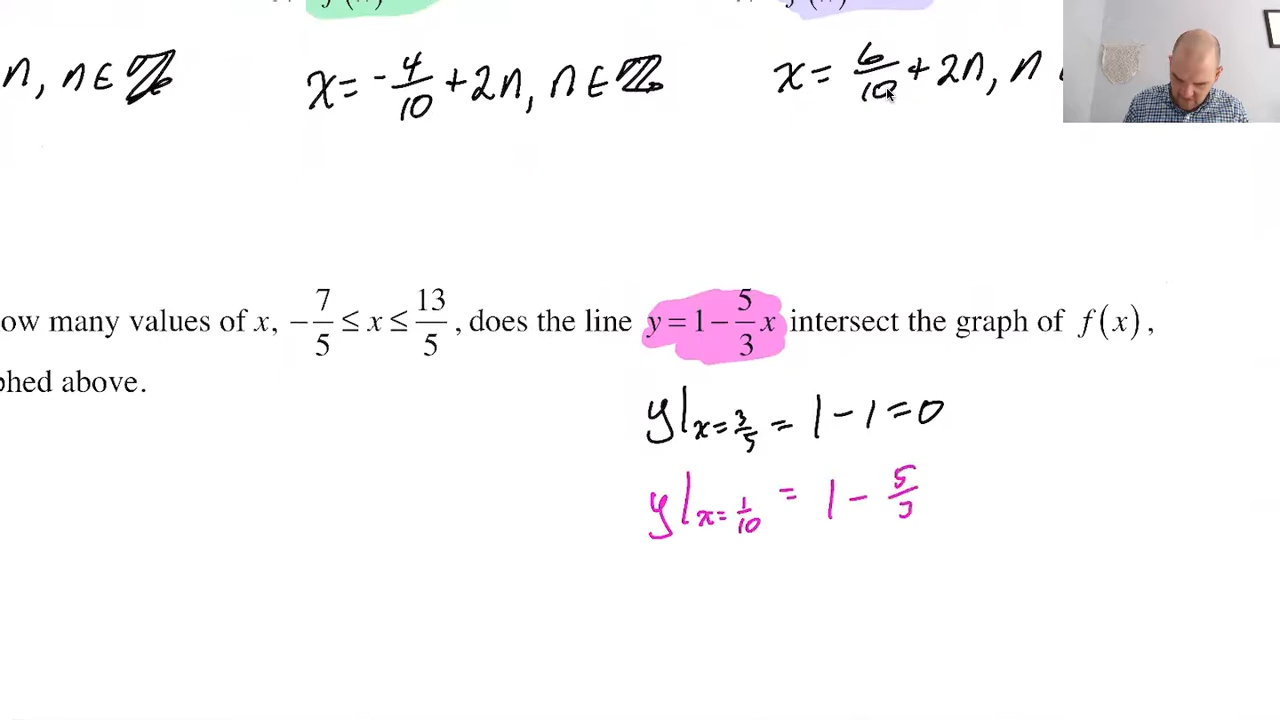 n, n ∈ ℤ x = -4/10 + 2n, n ∈ ℤ x = 6/10 + 2n, n
ow many values of x, -7/5 ≤ x ≤ 13/5, does the line y = 1 - 5/3 x intersect the graph of f(x),
phed above.
y|x=3/5 = 1 - 1 = 0
y|x=1/10 = 1 - 5/3